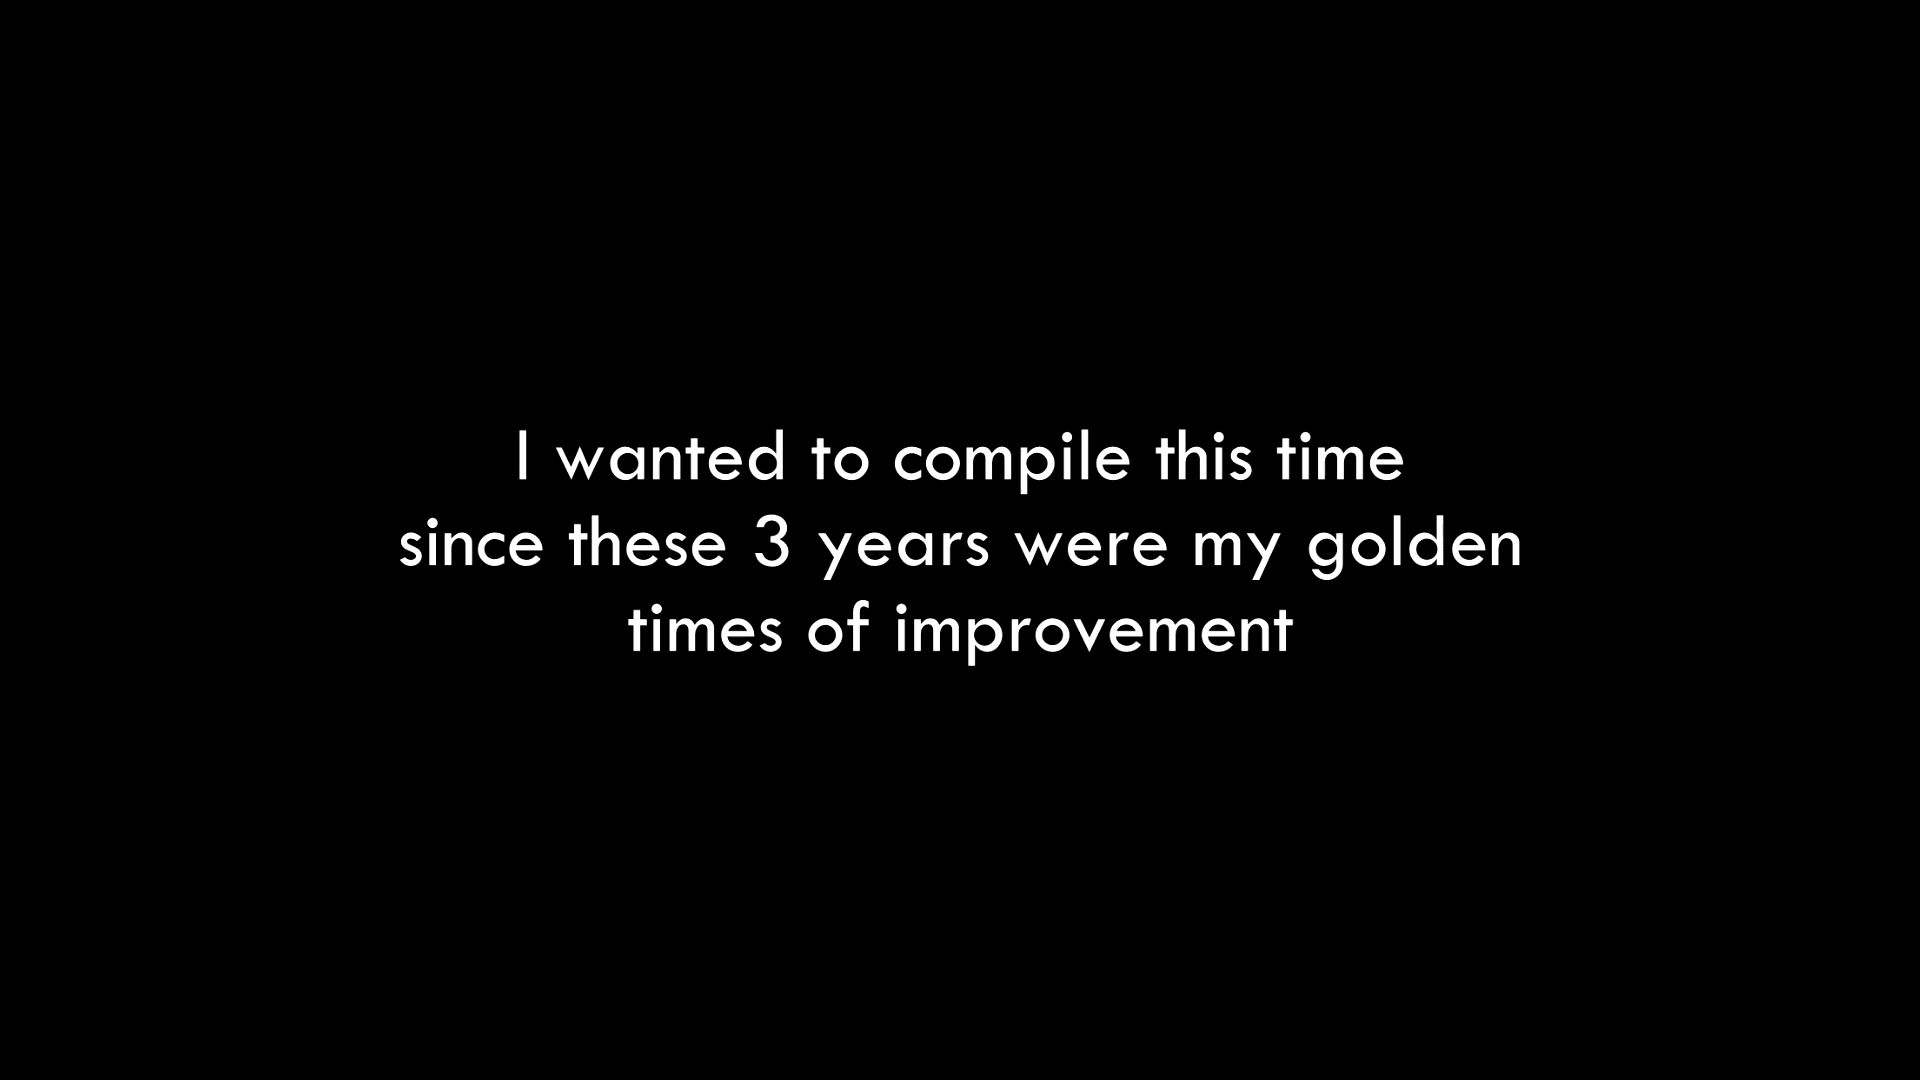 I wanted to compile this time
since these 3 years were my golden
times of improvement